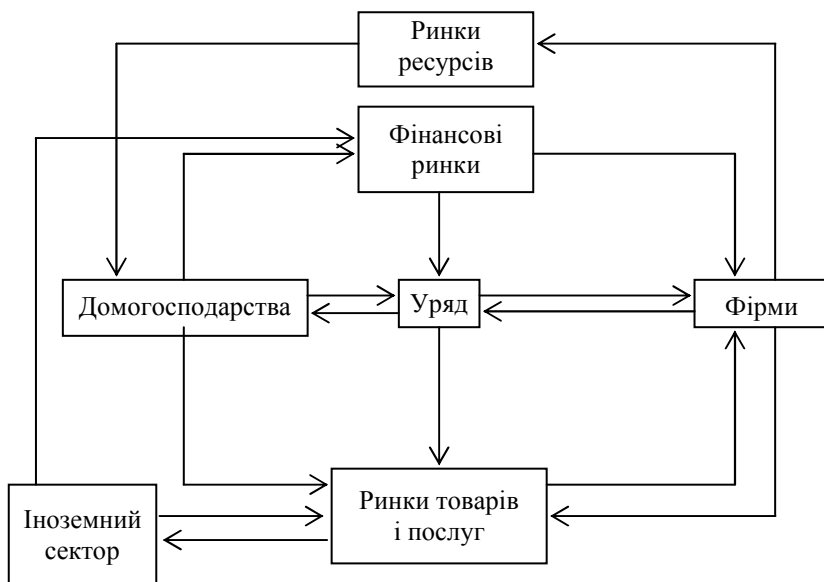 Ринки
ресурсів
Фінансові
ринки
Домогосподарства
Уряд
Фірми
Ринки товарів
і послуг
Іноземний
сектор